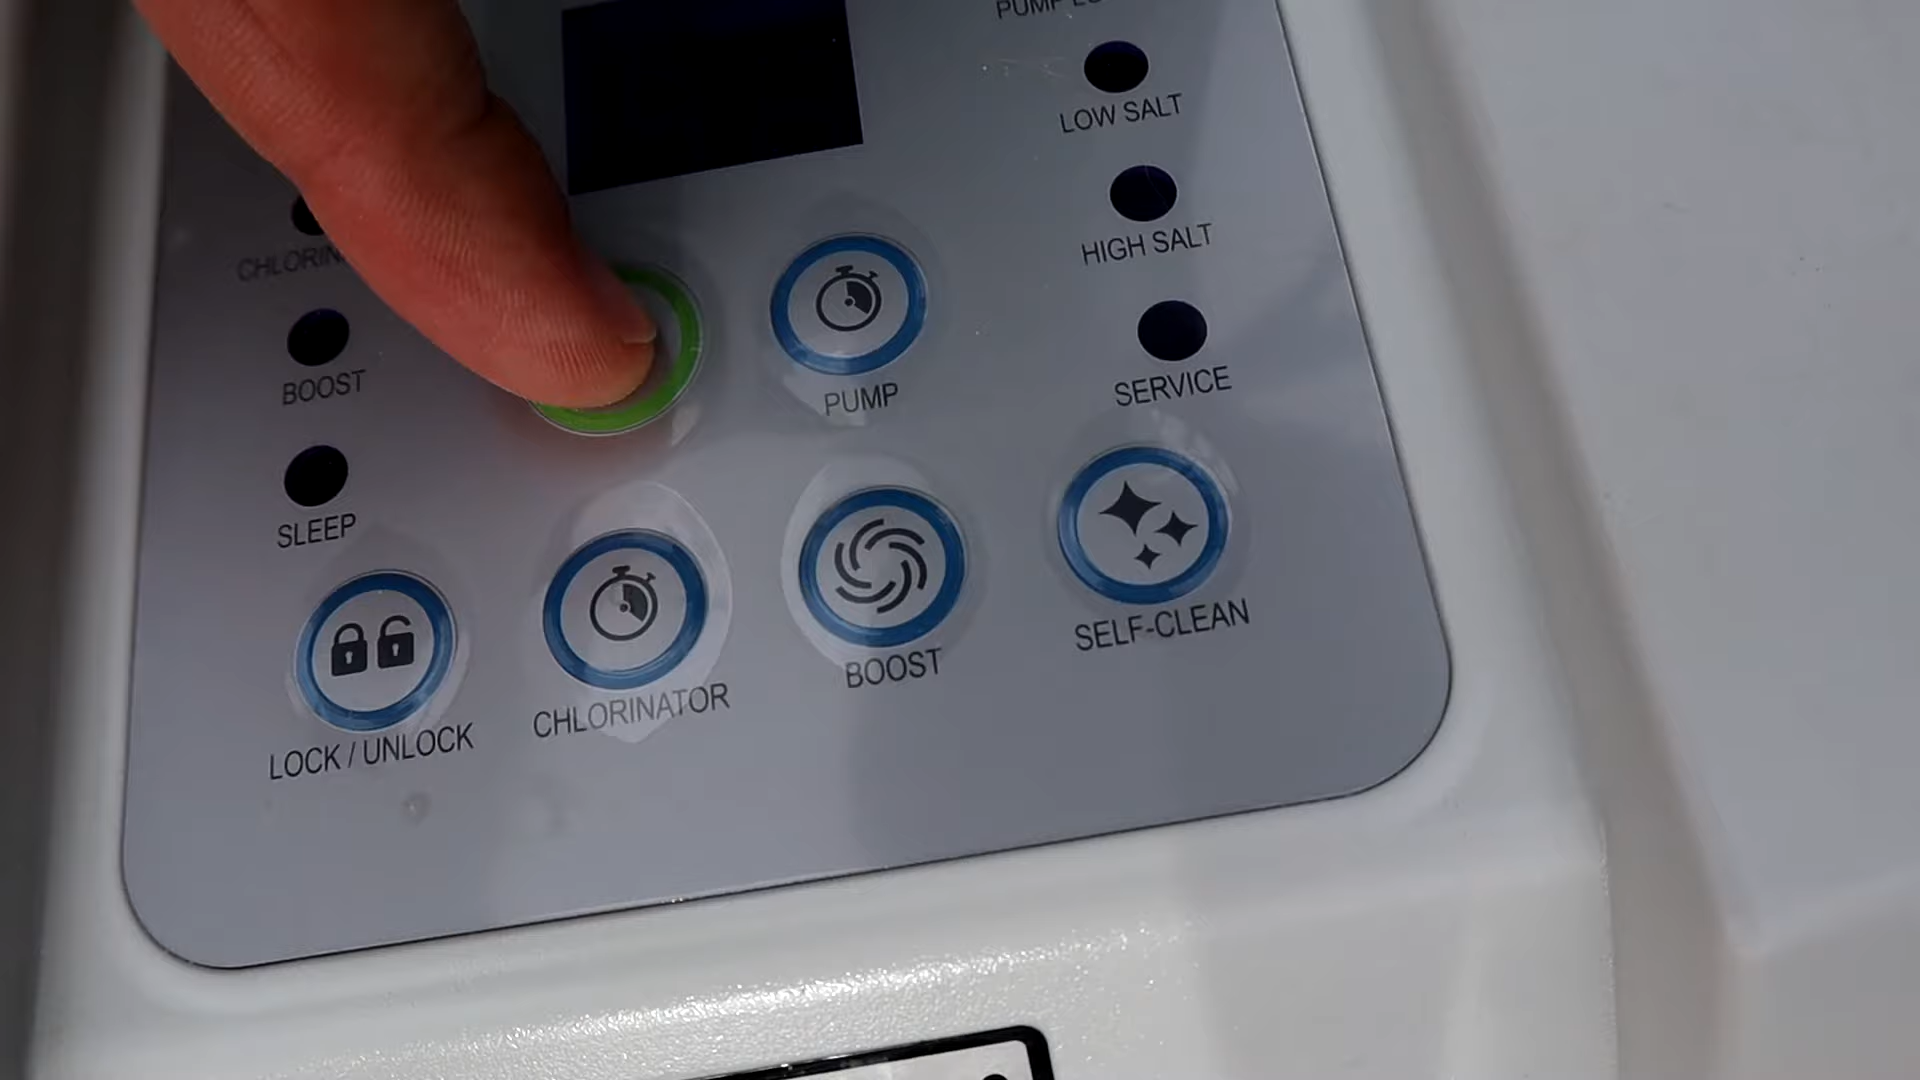 PUMP
LOW SALT
HIGH SALT
CHLORIN
BOOST
PUMP
SERVICE
SLEEP
LOCK / UNLOCK
CHLORINATOR
BOOST
SELF-CLEAN